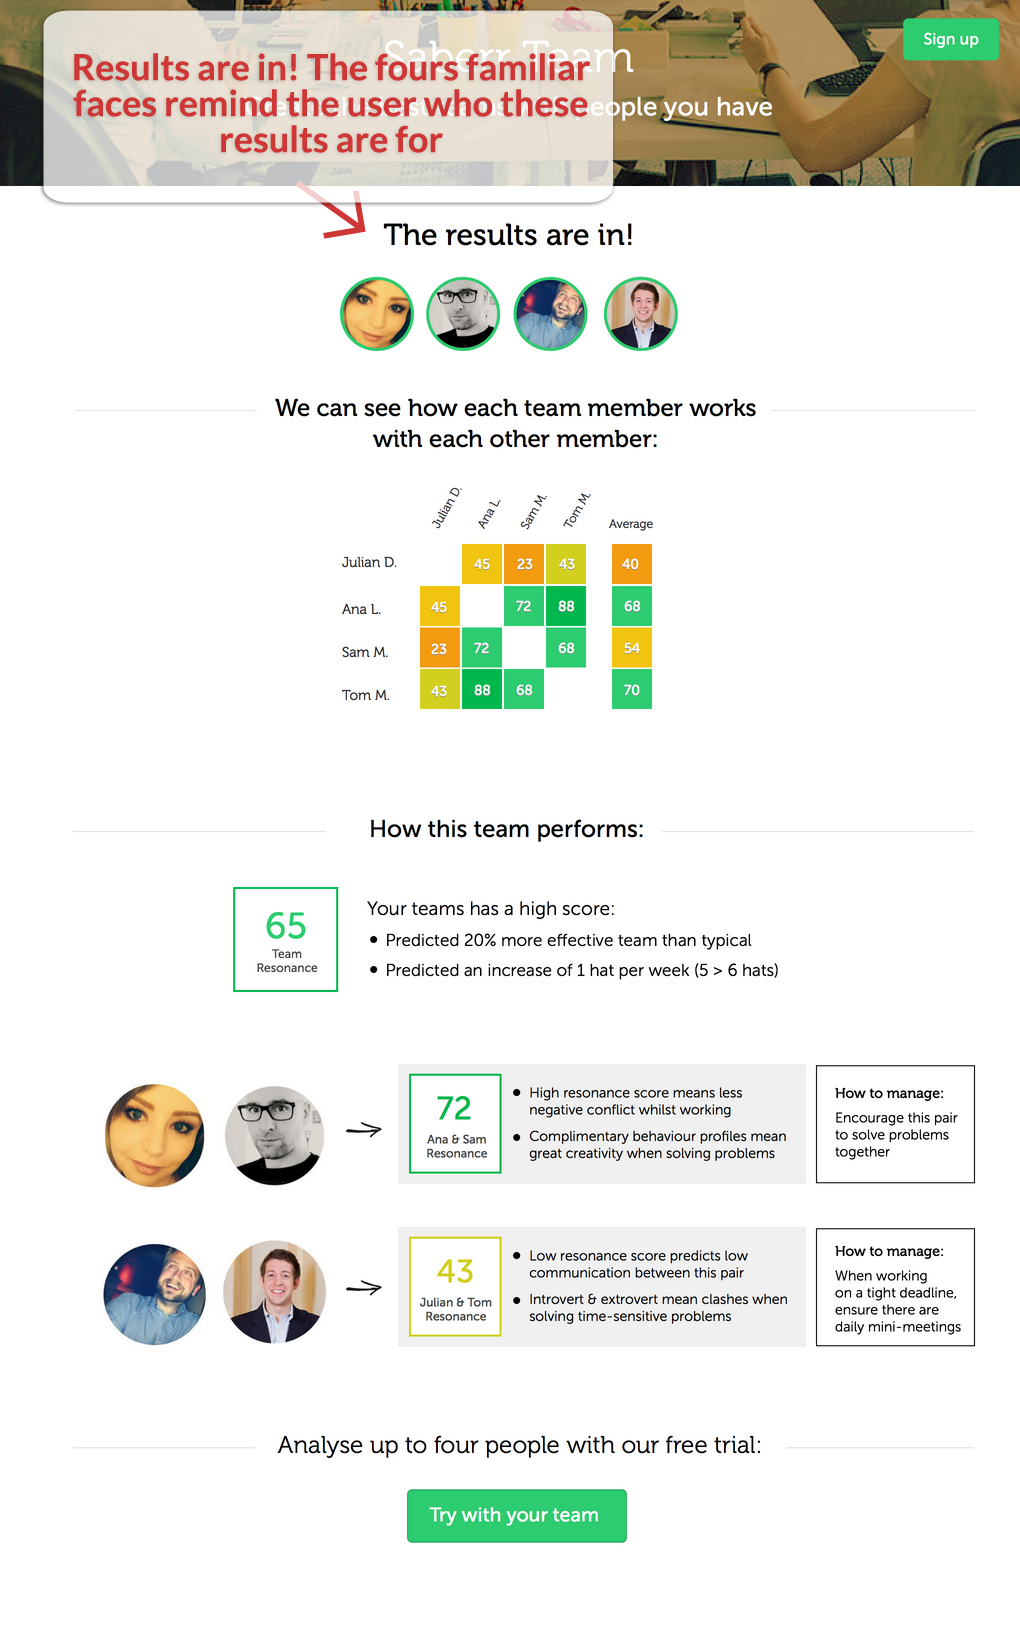 Saberr Team
Sign up
Results are in! The fours familiar
faces remind the user who these
results are for
people you have
The results are in!
We can see how each team member works
with each other member:
Julian D. Ana L. Sam M. Tom M. Average
Julian D. 45 23 43 40
Ana L. 45 72 88 68
Sam M. 23 72 68 54
Tom M. 43 88 68 70
How this team performs:
65
Team
Resonance
Your teams has a high score:
• Predicted 20% more effective team than typical
• Predicted an increase of 1 hat per week (5 > 6 hats)
72
Ana & Sam
Resonance
• High resonance score means less
negative conflict whilst working
• Complimentary behaviour profiles mean
great creativity when solving problems
How to manage:
Encourage this pair
to solve problems
together
43
Julian & Tom
Resonance
• Low resonance score predicts low
communication between this pair
• Introvert & extrovert mean clashes when
solving time-sensitive problems
How to manage:
When working
on a tight deadline,
ensure there are
daily mini-meetings
Analyse up to four people with our free trial:
Try with your team